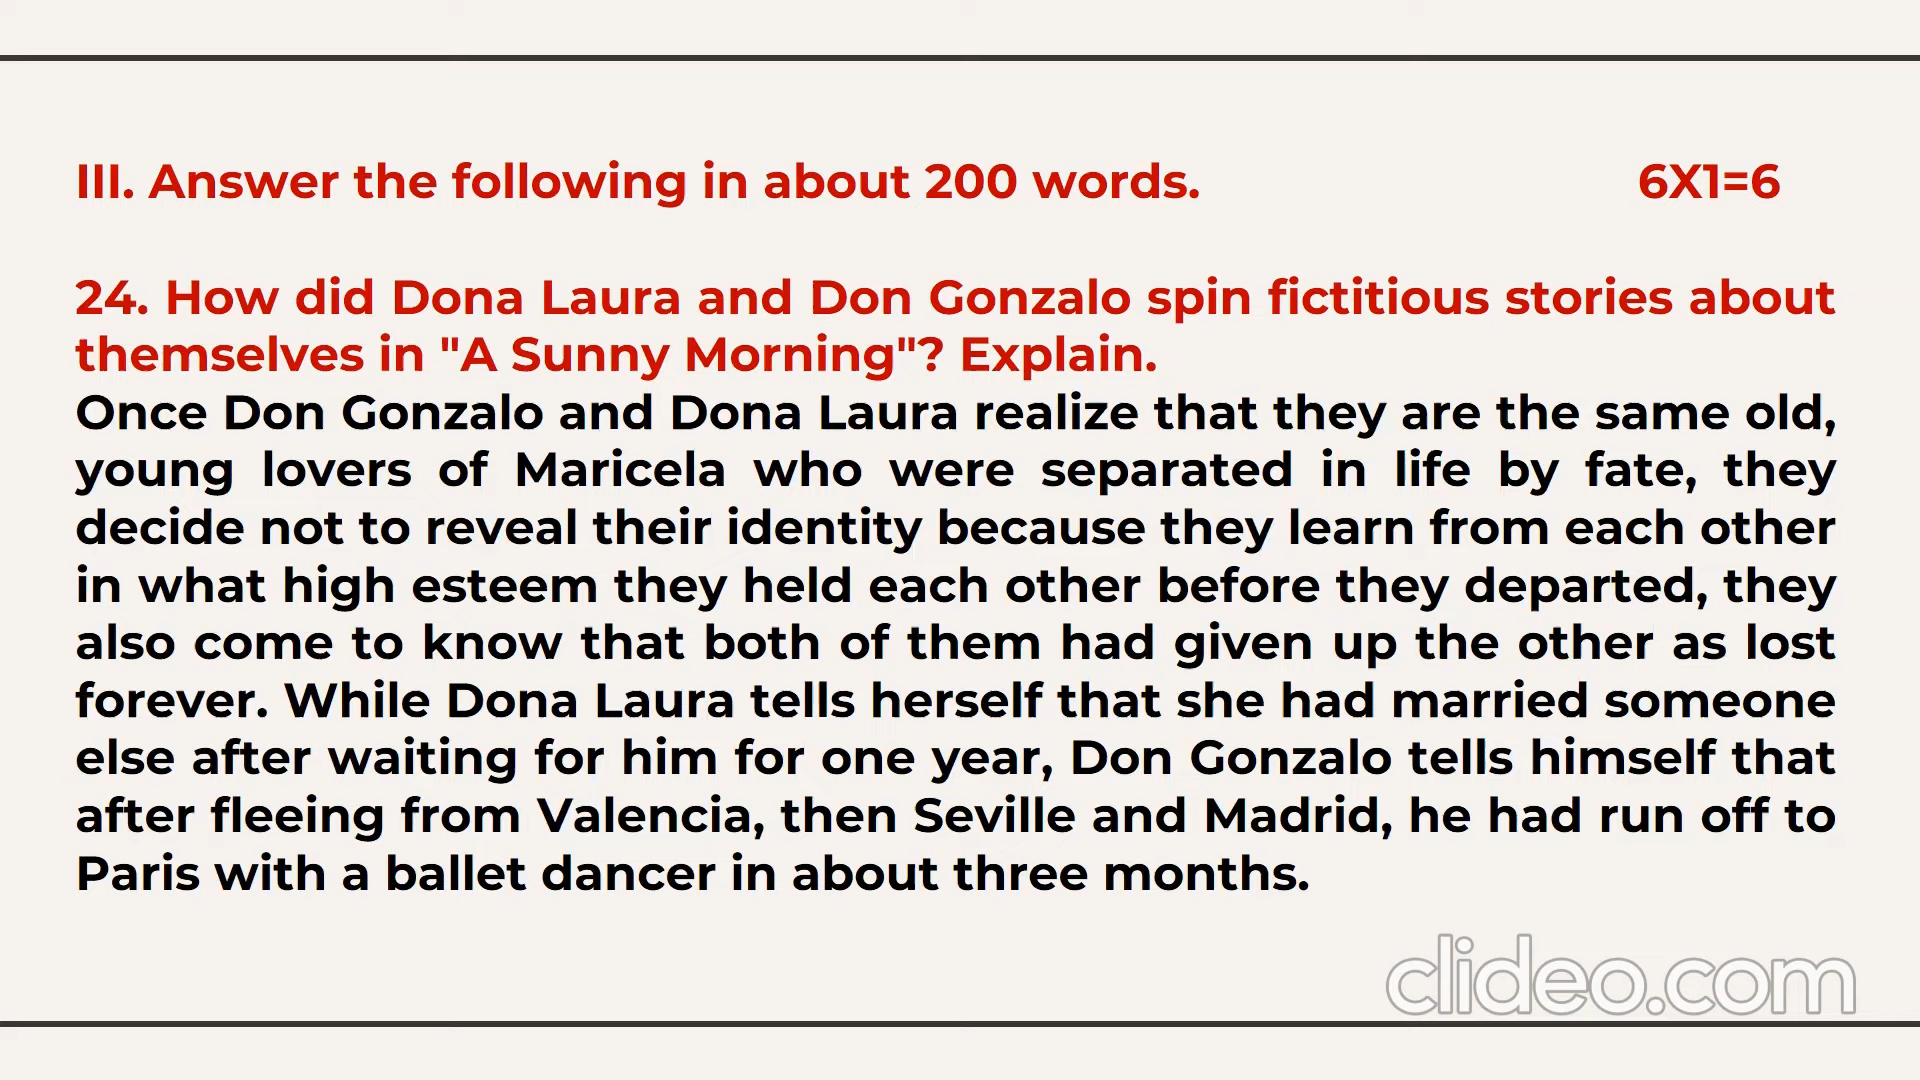 III. Answer the following in about 200 words. 6X1=6
24. How did Dona Laura and Don Gonzalo spin fictitious stories about
themselves in "A Sunny Morning"? Explain.
Once Don Gonzalo and Dona Laura realize that they are the same old,
young lovers of Maricela who were separated in life by fate, they
decide not to reveal their identity because they learn from each other
in what high esteem they held each other before they departed, they
also come to know that both of them had given up the other as lost
forever. While Dona Laura tells herself that she had married someone
else after waiting for him for one year, Don Gonzalo tells himself that
after fleeing from Valencia, then Seville and Madrid, he had run off to
Paris with a ballet dancer in about three months.
clideo.com